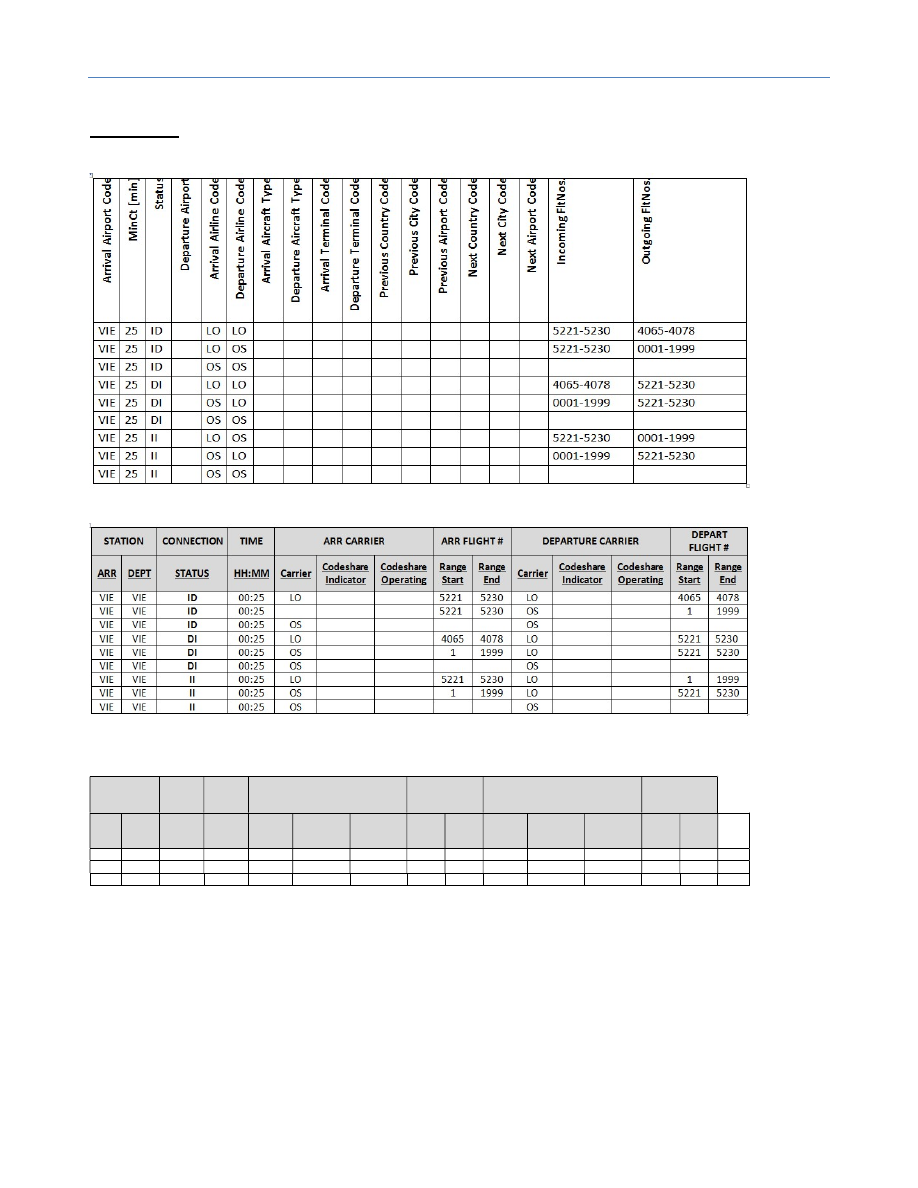 Arrival Airport Code MinCt [min] Status Departure Airport Arrival Airline Code Departure Airline Code Arrival Aircraft Type Departure Aircraft Type Arrival Terminal Code Departure Terminal Code Previous Country Code Previous City Code Previous Airport Code Next Country Code Next City Code Next Airport Code Incoming FltNos. Outgoing FltNos.
VIE 25 ID LO LO 5221-5230 4065-4078
VIE 25 ID LO OS 5221-5230 0001-1999
VIE 25 ID OS OS
VIE 25 DI LO LO 4065-4078 5221-5230
VIE 25 DI OS LO 0001-1999 5221-5230
VIE 25 DI OS OS
VIE 25 II LO OS 5221-5230 0001-1999
VIE 25 II OS LO 0001-1999 5221-5230
VIE 25 II OS OS
STATION CONNECTION TIME ARR CARRIER ARR FLIGHT # DEPARTURE CARRIER DEPART FLIGHT #
ARR DEPT STATUS HH:MM Carrier Codeshare Indicator Codeshare Operating Range Start Range End Carrier Codeshare Indicator Codeshare Operating Range Start Range End
VIE VIE ID 00:25 LO 5221 5230 LO 4065 4078
VIE VIE ID 00:25 5221 5230 OS 1 1999
VIE VIE ID 00:25 OS OS
VIE VIE DI 00:25 LO 4065 4078 LO 5221 5230
VIE VIE DI 00:25 OS 1 1999 LO 5221 5230
VIE VIE DI 00:25 OS OS
VIE VIE II 00:25 LO 5221 5230 LO 1 1999
VIE VIE II 00:25 OS 1 1999 LO 5221 5230
VIE VIE II 00:25 OS OS